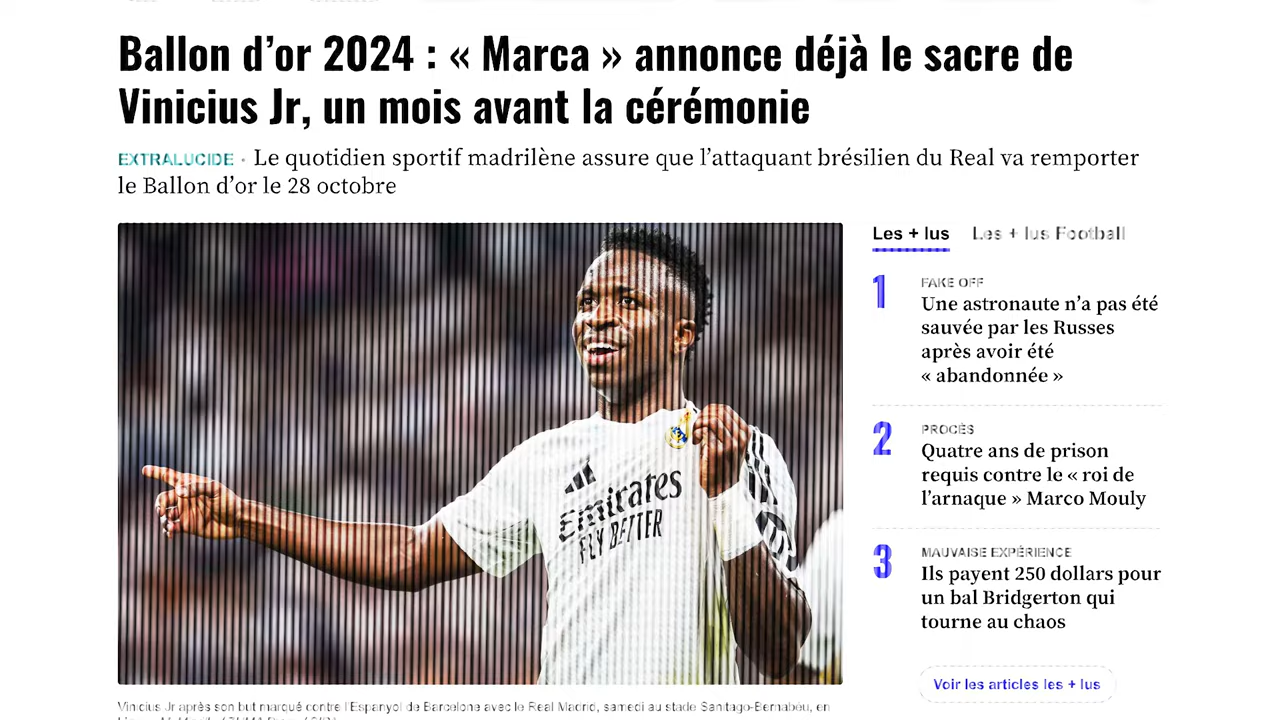 Ballon d’or 2024 : « Marca » annonce déjà le sacre de
Vinicius Jr, un mois avant la cérémonie
EXTRALUCIDE • Le quotidien sportif madrilène assure que l’attaquant brésilien du Real va remporter
le Ballon d’or le 28 octobre
Emirates
FLY BETTER
Vinicius Jr après son but marqué contre l’Espanyol de Barcelone avec le Real Madrid, samedi au stade Sanitago-Bernabéu, en
Les + lus Les + lus Football
1 FAKE OFF
Une astronaute n’a pas été
sauvée par les Russes
après avoir été
« abandonnée »
2 PROCÈS
Quatre ans de prison
requis contre le « roi de
l’arnaque » Marco Mouly
3 MAUVAISE EXPÉRIENCE
Ils payent 250 dollars pour
un bal Bridgerton qui
tourne au chaos
Voir les articles les + lus